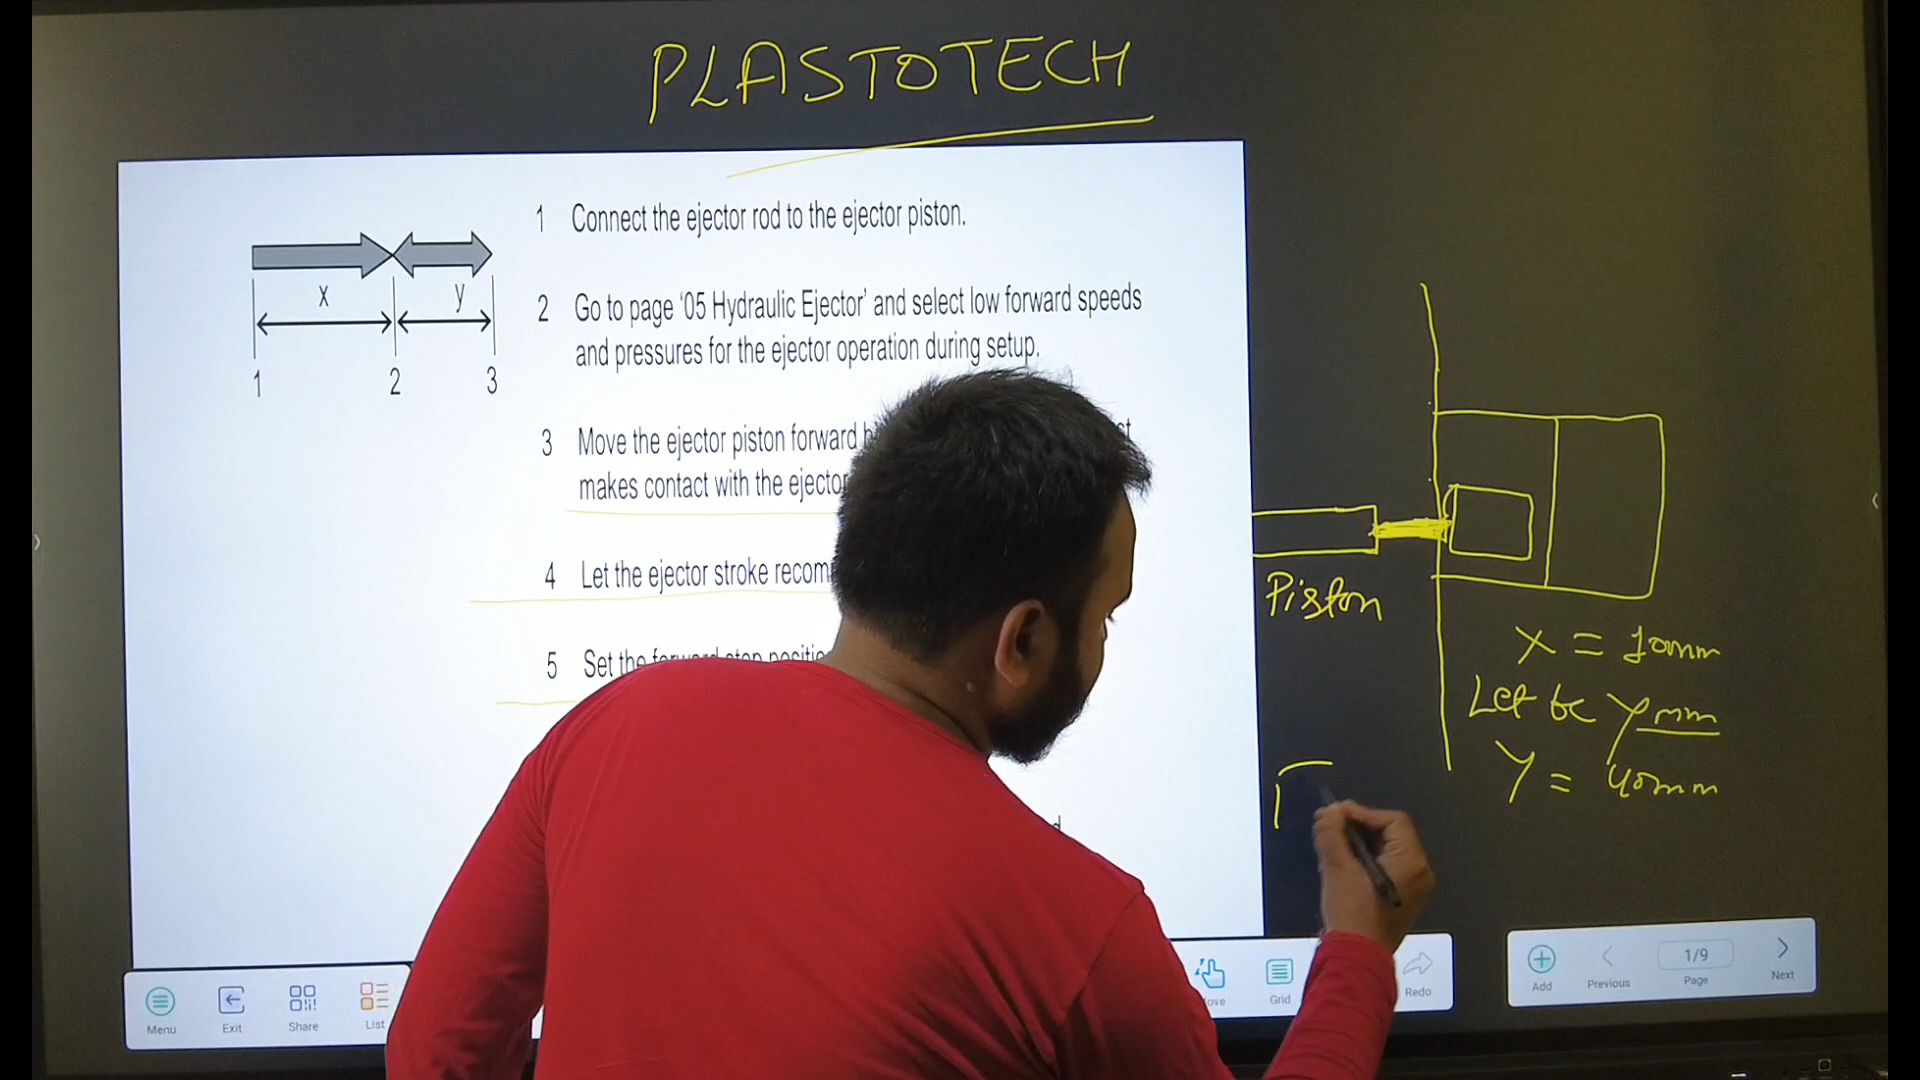 PLASTOTECH
1 Connect the ejector rod to the ejector piston.
2 Go to page '05 Hydraulic Ejector' and select low forward speeds
and pressures for the ejector operation during setup.
3 Move the ejector piston forward
makes contact with the ejector
4 Let the ejector stroke
5 Set the forward stop
x y
1 2 3
Piston
X = 10mm
Let be Y mm
Y = 40mm
Menu Exit Share List Grid Redo
Add Previous 1/9 Page Next